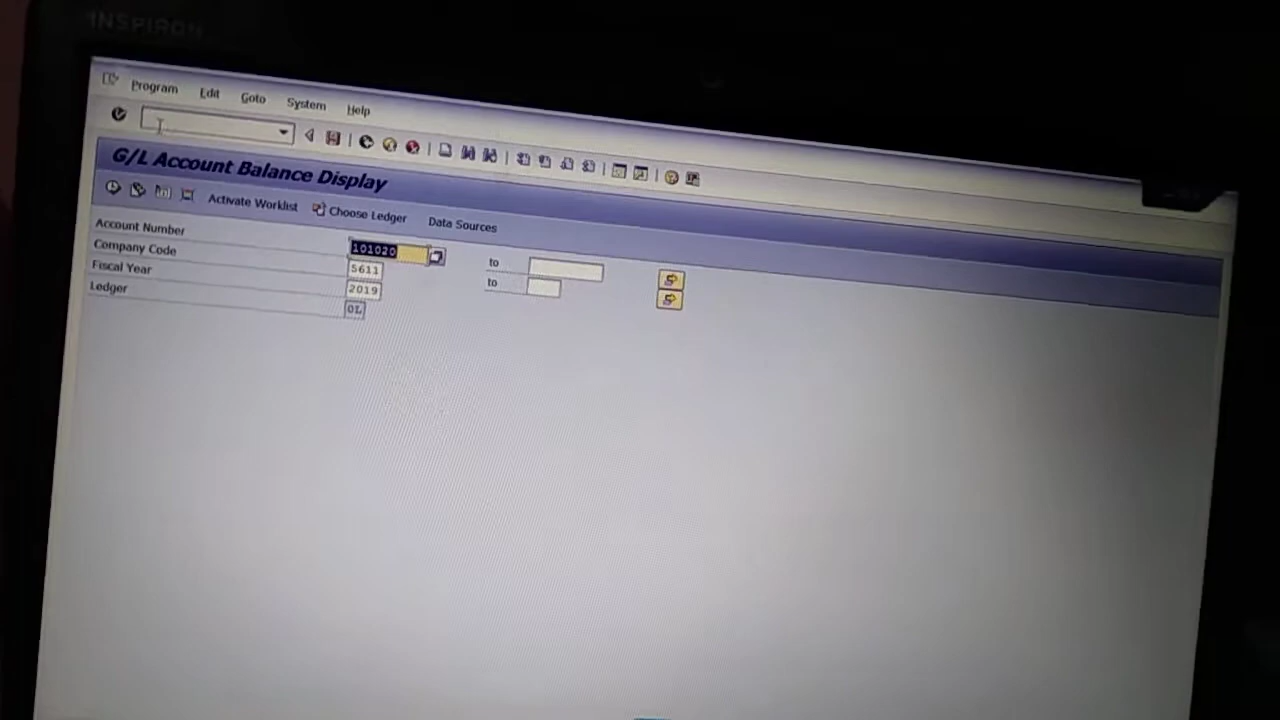 INSPIRON
Program Edit Goto System Help
G/L Account Balance Display
Activate Worklist Choose Ledger Data Sources
Account Number 101020 to
Company Code 5611 to
Fiscal Year 2019
Ledger 0L